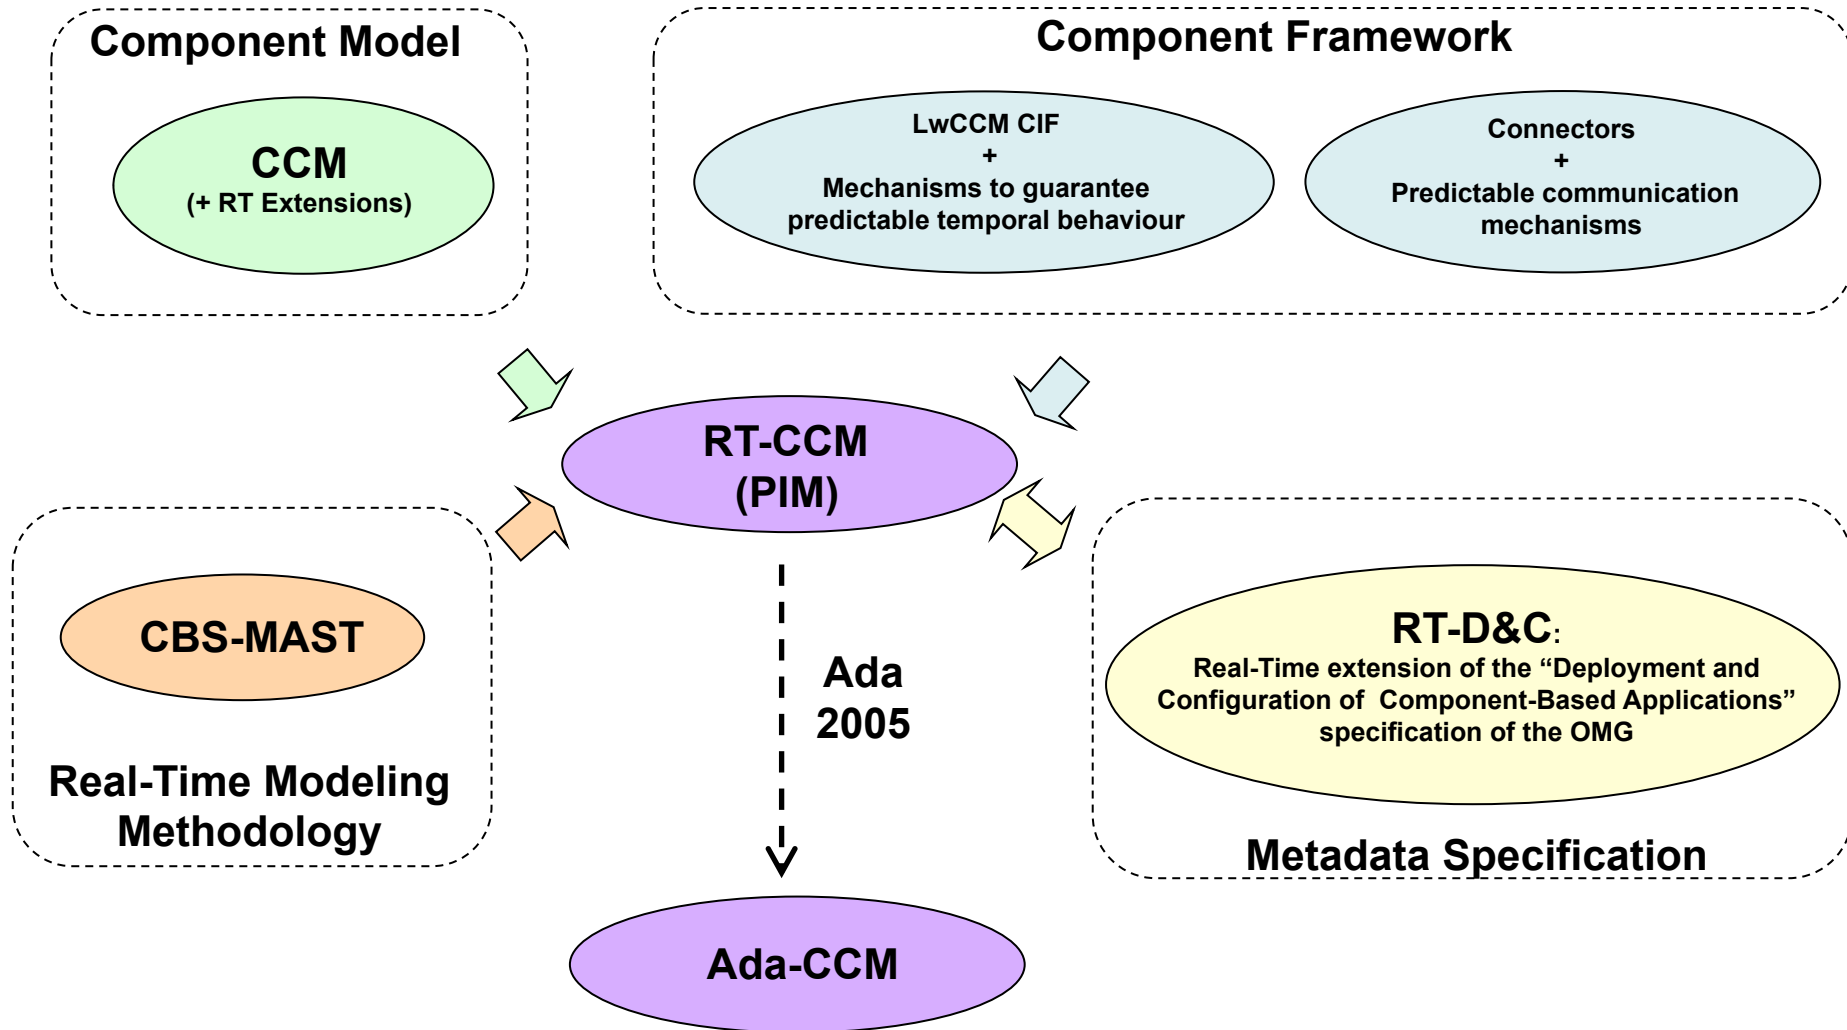 Component Model
CCM
(+ RT Extensions)
Component Framework
LwCCM CIF
+
Mechanisms to guarantee
predictable temporal behaviour
Connectors
+
Predictable communication
mechanisms
RT-CCM
(PIM)
CBS-MAST
Real-Time Modeling
Methodology
Ada
2005
RT-D&C:
Real-Time extension of the “Deployment and
Configuration of Component-Based Applications”
specification of the OMG
Metadata Specification
Ada-CCM